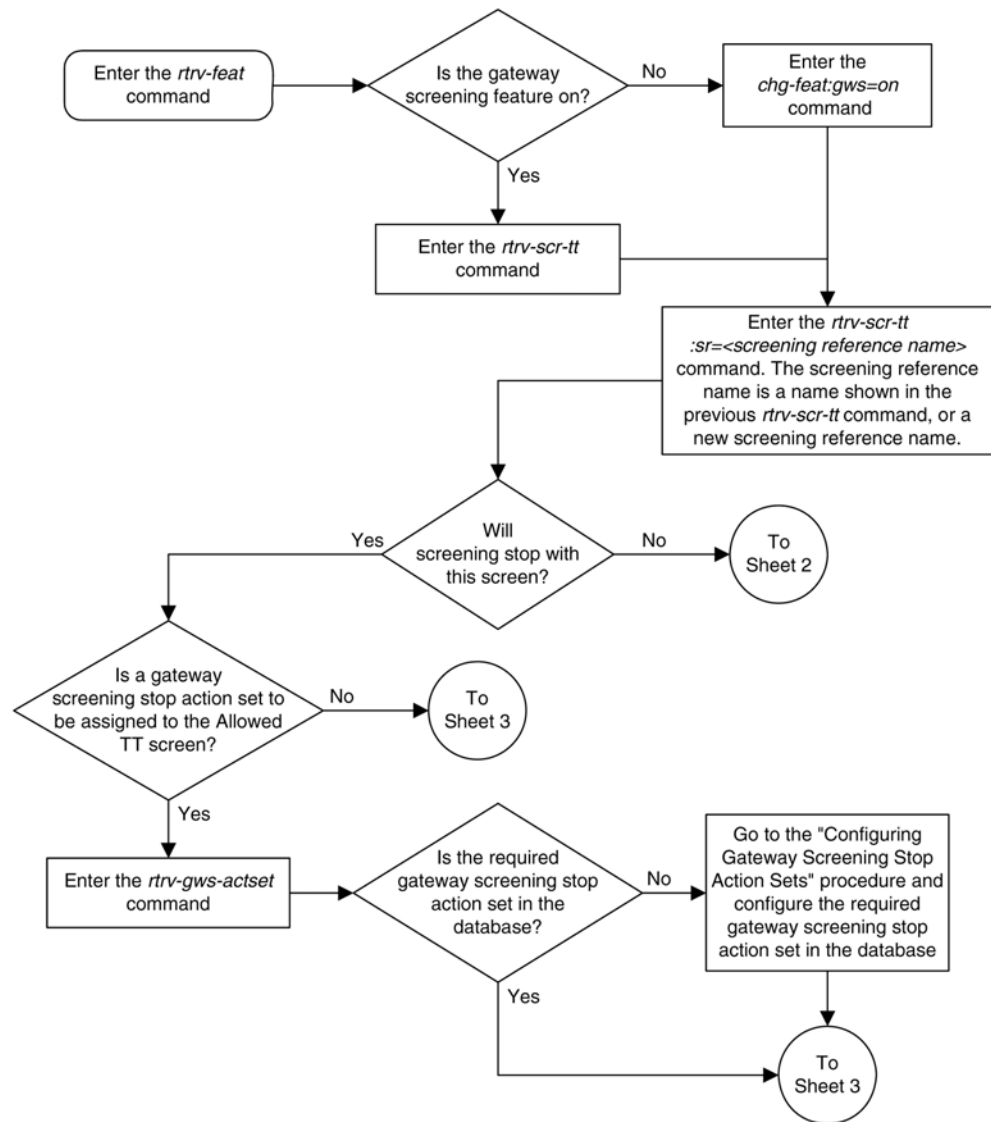 Enter the rtrv-feat
command
Is the gateway
screening feature on?
No
Enter the
chg-feat:gws=on
command
Yes
Enter the rtrv-scr-tt
command
Enter the rtrv-scr-tt
:sr=<screening reference name>
command. The screening reference
name is a name shown in the
previous rtrv-scr-tt command, or a
new screening reference name.
Yes
Will
screening stop with
this screen?
No
To
Sheet 2
Is a gateway
screening stop action set to
be assigned to the Allowed
TT screen?
No
To
Sheet 3
Yes
Enter the rtrv-gws-actset
command
Is the required
gateway screening stop
action set in the
database?
No
Go to the "Configuring
Gateway Screening Stop
Action Sets" procedure and
configure the required
gateway screening stop
action set in the database
Yes
To
Sheet 3